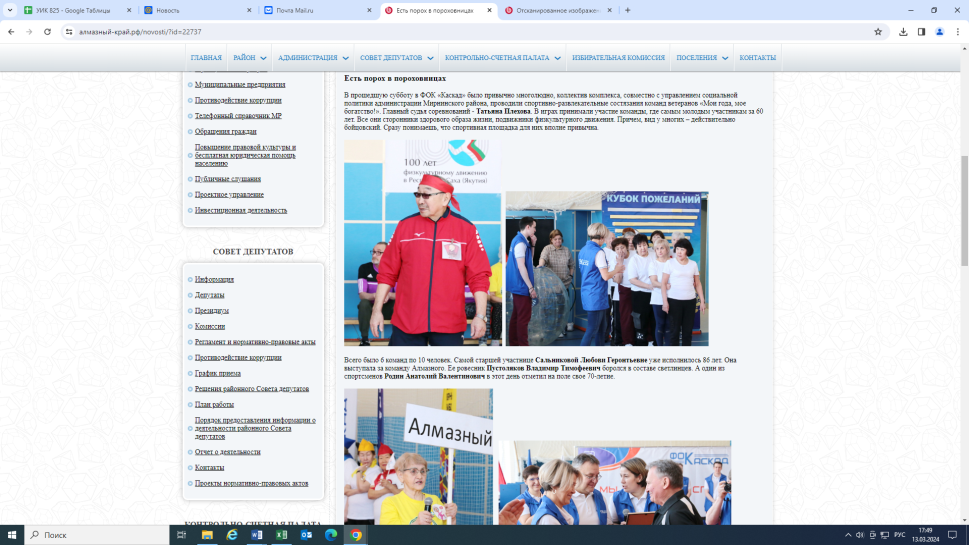 УИК 825 - Google Таблицы
Новость
Почта Mail.ru
Есть порох в пороховницах
Отсканированное изображен
алмазный-край.рф/novosti/?id=22737
ГЛАВНАЯ РАЙОН АДМИНИСТРАЦИЯ СОВЕТ ДЕПУТАТОВ КОНТРОЛЬНО-СЧЕТНАЯ ПАЛАТА ИЗБИРАТЕЛЬНАЯ КОМИССИЯ ПОСЕЛЕНИЯ КОНТАКТЫ
Муниципальные предприятия
Противодействие коррупции
Телефонный справочник МР
Обращения граждан
Повышение правовой культуры и
бесплатная юридическая помощь
населению
Публичные слушания
Проектное управление
Инвестиционная деятельность
СОВЕТ ДЕПУТАТОВ
Информация
Депутаты
Президиум
Комиссии
Регламент и нормативно-правовые акты
Противодействие коррупции
График приема
Решения районного Совета депутатов
План работы
Порядок предоставления информации о
деятельности районного Совета
депутатов
Отчет о деятельности
Контакты
Проекты нормативно-правовых актов
КОНТРОЛЬНО-СЧЕТНАЯ ПАЛАТА
Есть порох в пороховницах
В прошедшую субботу в ФОК «Каскад» было привычно многолюдно, коллектив комплекса, совместно с управлением социальной
политики администрации Мирнинского района, проводили спортивно-развлекательные состязания команд ветеранов «Мои года, мое
богатство!». Главный судья соревнований - Татьяна Плехова. В играх принимали участие команды, где самым молодым участникам за 60
лет. Все они сторонники здорового образа жизни, подвижники физкультурного движения. Причем, вид у многих – действительно
бойцовский. Сразу понимаешь, что спортивная площадка для них вполне привычна.
100 лет
физкультурному движению
в Республике Саха (Якутия)
КУБОК ПОЖЕЛАНИЙ
Всего было 6 команд по 10 человек. Самой старшей участнице Сальниковой Любови Геронтьевне уже исполнилось 86 лет. Она
выступала за команду Алмазного. Ее ровесник Пустоляков Владимир Тимофеевич боролся в составе светлинцев. А один из
спортсменов Родин Анатолий Валентинович в этот день отметил на поле свое 70-летие.
Алмазный
ФОК КАСКАД
Поиск
РУС
17:49
13.03.2024